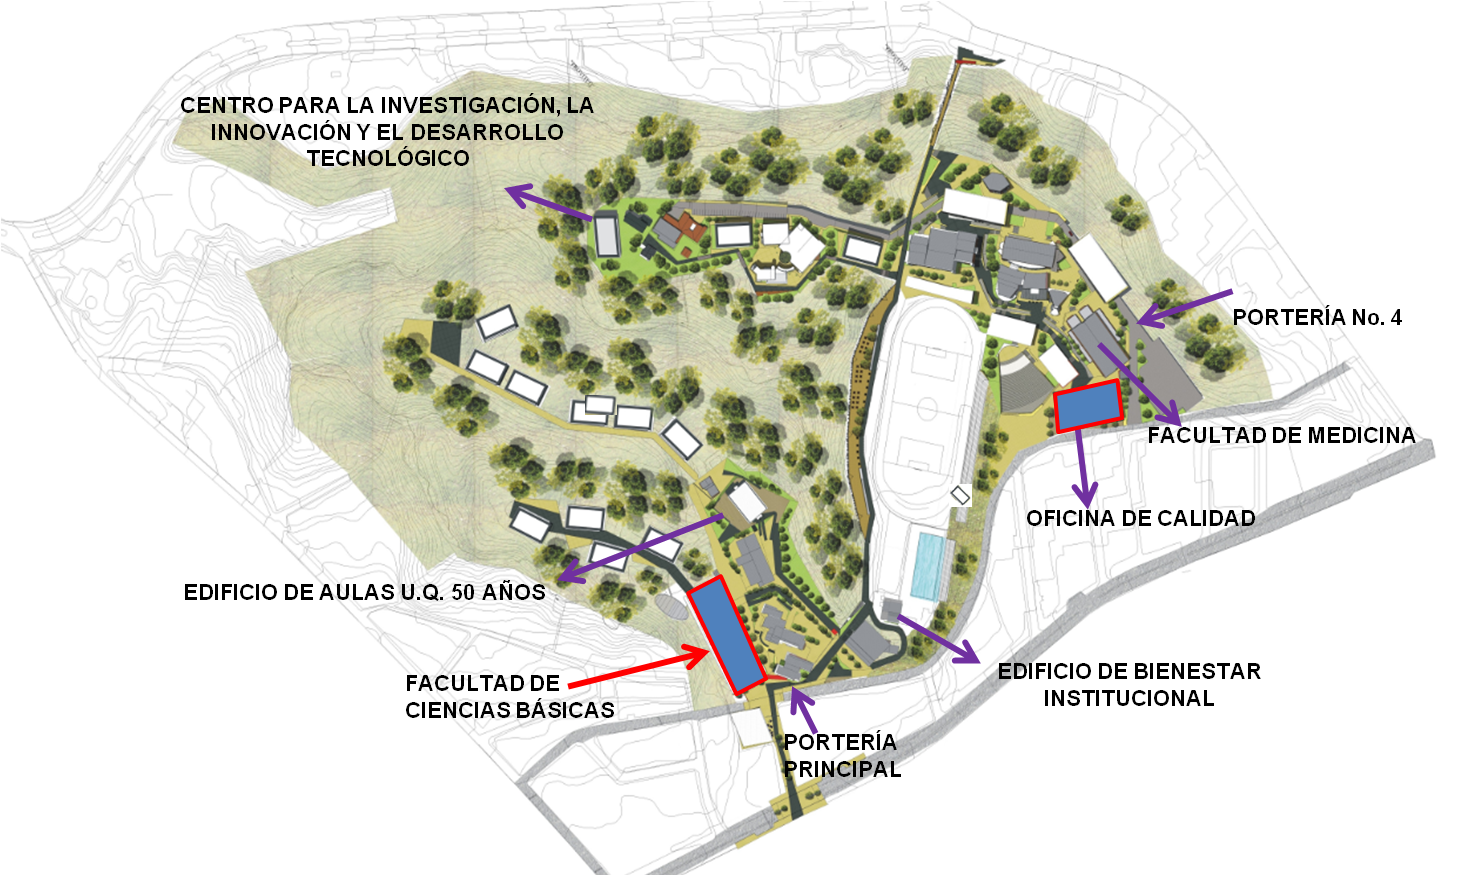 CENTRO PARA LA INVESTIGACIÓN, LA
INNOVACIÓN Y EL DESARROLLO
TECNOLÓGICO
PORTERÍA No. 4
FACULTAD DE MEDICINA
OFICINA DE CALIDAD
EDIFICIO DE AULAS U.Q. 50 AÑOS
EDIFICIO DE BIENESTAR
INSTITUCIONAL
FACULTAD DE
CIENCIAS BÁSICAS
PORTERÍA
PRINCIPAL